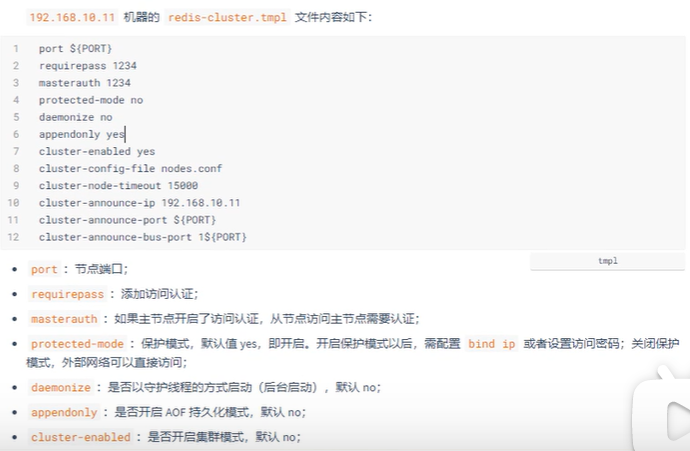 192.168.10.11 机器的 redis-cluster.tmpl 文件内容如下：
1 port ${PORT}
2 requirepass 1234
3 masterauth 1234
4 protected-mode no
5 daemonize no
6 appendonly yes
7 cluster-enabled yes
8 cluster-config-file nodes.conf
9 cluster-node-timeout 15000
10 cluster-announce-ip 192.168.10.11
11 cluster-announce-port ${PORT}
12 cluster-announce-bus-port 1${PORT}
tmpl
• port ：节点端口；
• requirepass ：添加访问认证；
• masterauth ：如果主节点开启了访问认证，从节点访问主节点需要认证；
• protected-mode ：保护模式，默认值 yes，即开启。开启保护模式以后，需配置 bind ip 或者设置访问密码；关闭保护
模式，外部网络可以直接访问；
• daemonize ：是否以守护线程的方式启动（后台启动），默认 no；
• appendonly ：是否开启 AOF 持久化模式，默认 no；
• cluster-enabled ：是否开启集群模式，默认 no；